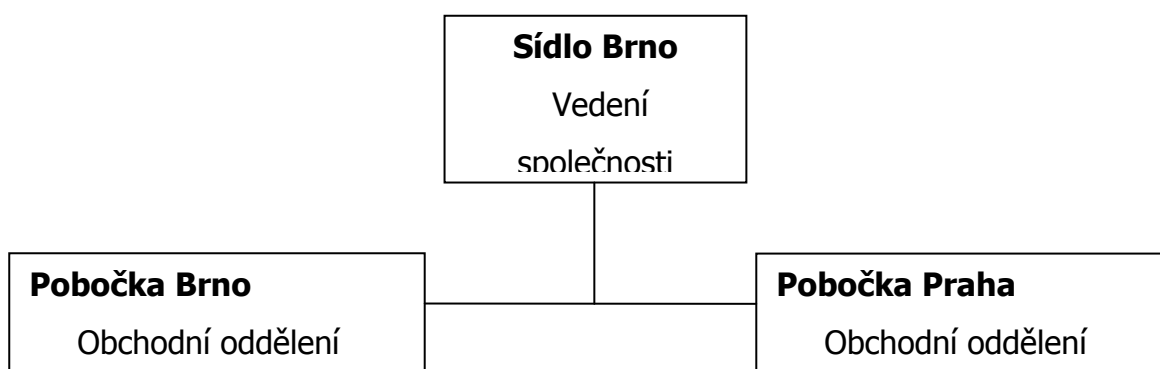 Sídlo Brno
Vedení
společnosti
Pobočka Brno
Obchodní oddělení
Pobočka Praha
Obchodní oddělení